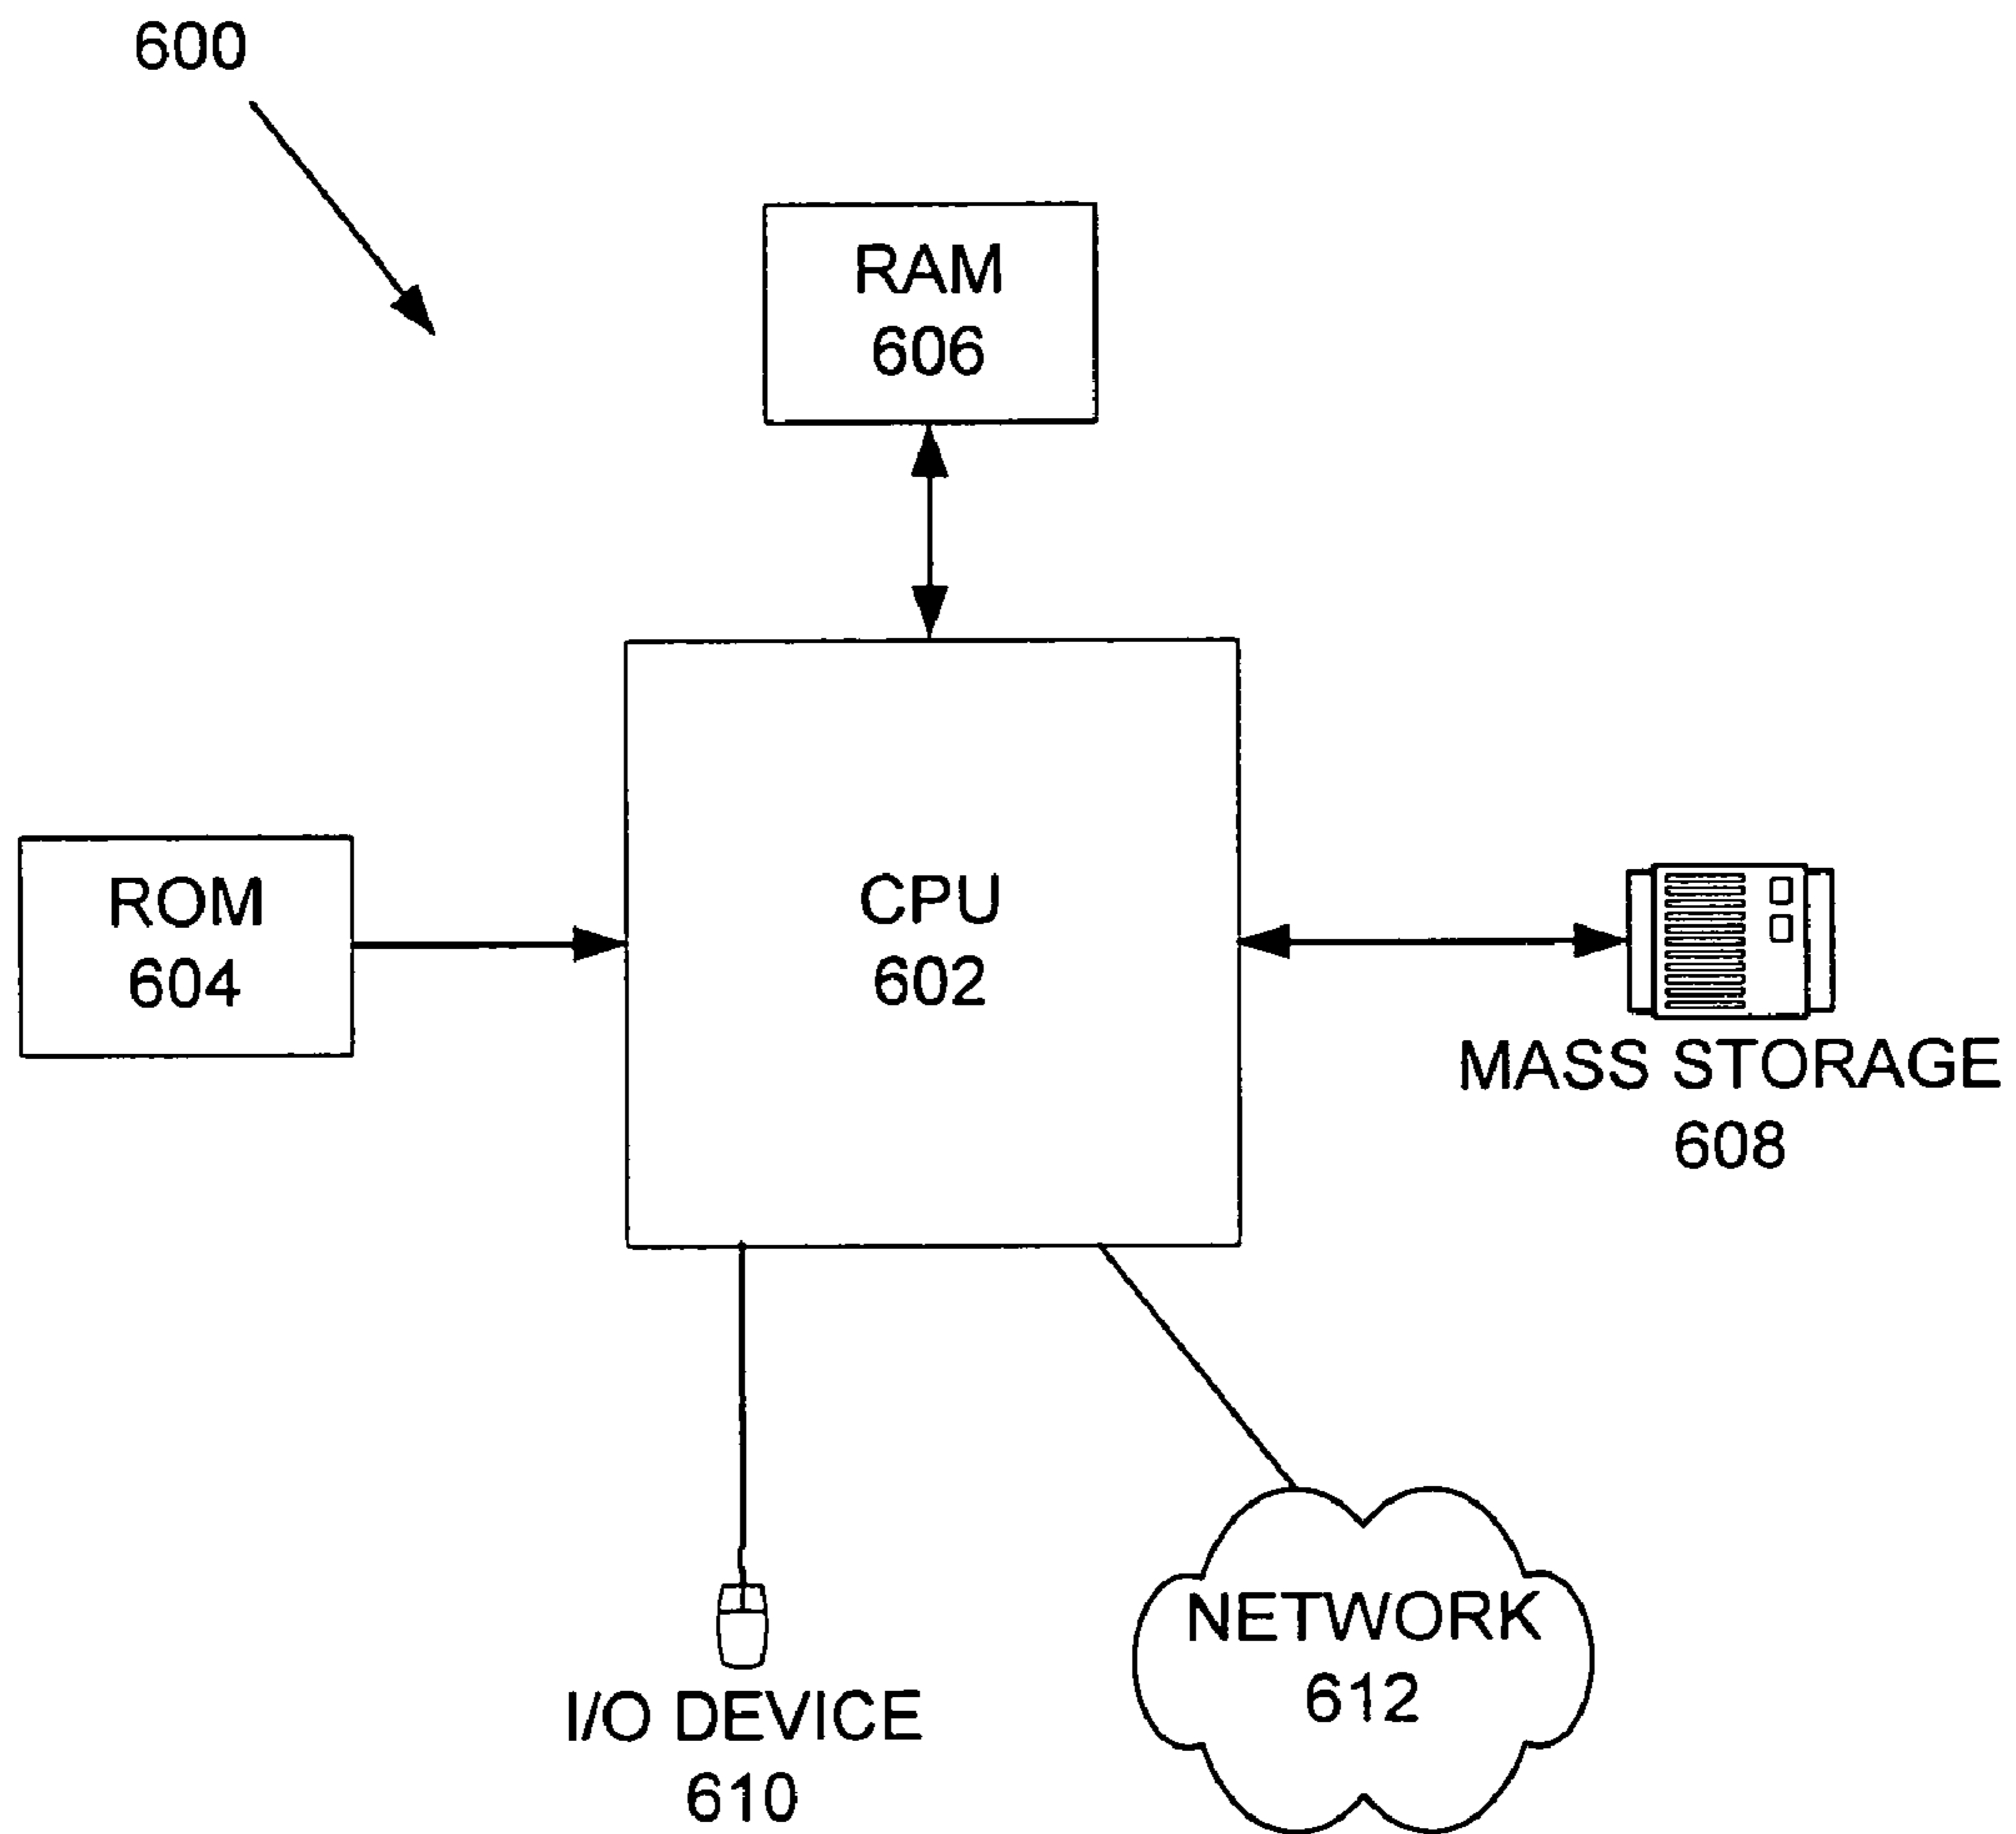 600
RAM
606
ROM
604
CPU
602
MASS STORAGE
608
I/O DEVICE
610
NETWORK
612